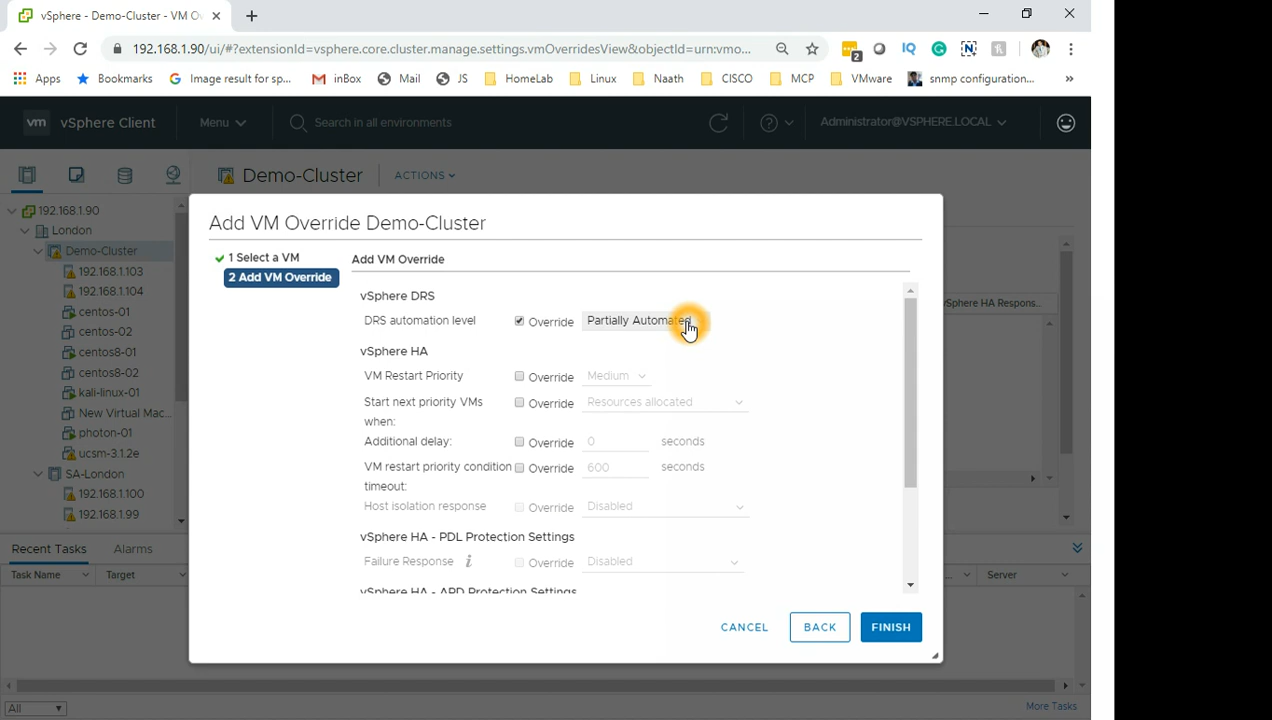 vSphere - Demo-Cluster - VM O
192.168.1.90/ui/#?extensionId=vsphere.core.cluster.manage.settings.vmOverridesView&objectId=urn:vmo...
2
IQ
Apps
Bookmarks
Image result for sp...
inBox
Mail
JS
HomeLab
Linux
Naath
CISCO
MCP
VMware
snmp configuration...
»
vm
vSphere Client
Menu
Search in all environments
Administrator@VSPHERE.LOCAL
Demo-Cluster
ACTIONS
192.168.1.90
London
Demo-Cluster
192.168.1.103
192.168.1.104
centos-01
centos-02
centos8-01
centos8-02
kali-linux-01
New Virtual Mac...
photon-01
ucsm-3.1.2e
SA-London
192.168.1.100
192.168.1.99
Add VM Override Demo-Cluster
1 Select a VM
2 Add VM Override
Add VM Override
vSphere DRS
DRS automation level
Override
Partially Automated
vSphere HA
VM Restart Priority
Override
Medium
Start next priority VMs when:
Override
Resources allocated
Additional delay:
Override
0
seconds
VM restart priority condition timeout:
Override
600
seconds
Host isolation response
Override
Disabled
vSphere HA - PDL Protection Settings
Failure Response
Override
Disabled
vSphere HA - APD Protection Settings
CANCEL
BACK
FINISH
vSphere HA Respons...
Recent Tasks
Alarms
Task Name
Target
Server
All
More Tasks